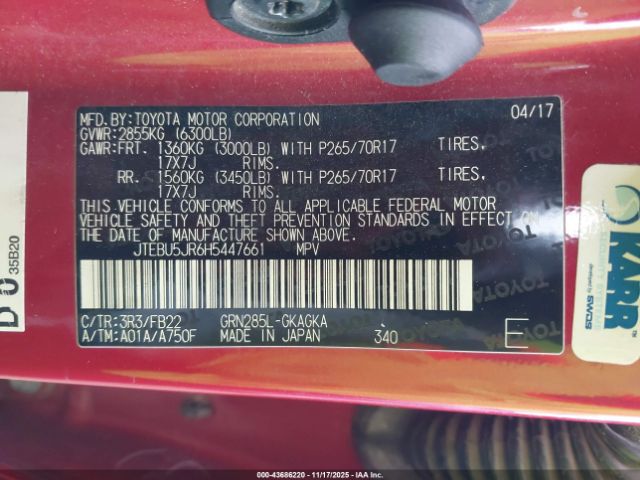 MFD. BY: TOYOTA MOTOR CORPORATION 04/17
GVWR: 2855KG (6300LB)
GAWR: FRT. 1360KG (3000LB) WITH P265/70R17 TIRES,
17X7J RIMS.
RR. 1560KG (3450LB) WITH P265/70R17 TIRES,
17X7J RIMS.
THIS VEHICLE CONFORMS TO ALL APPLICABLE FEDERAL MOTOR
VEHICLE SAFETY AND THEFT PREVENTION STANDARDS IN EFFECT ON
THE DATE OF MANUFACTURE SHOWN ABOVE.
JTEBU5JR6H5447661 MPV
C/TR: 3R3/FB22 GRN285L-GKAGKA
A/TM: A01A/A750F MADE IN JAPAN 340 E
35B20
KARR
SWDS
000-43686220 - 11/17/2025 - IAAI.CA